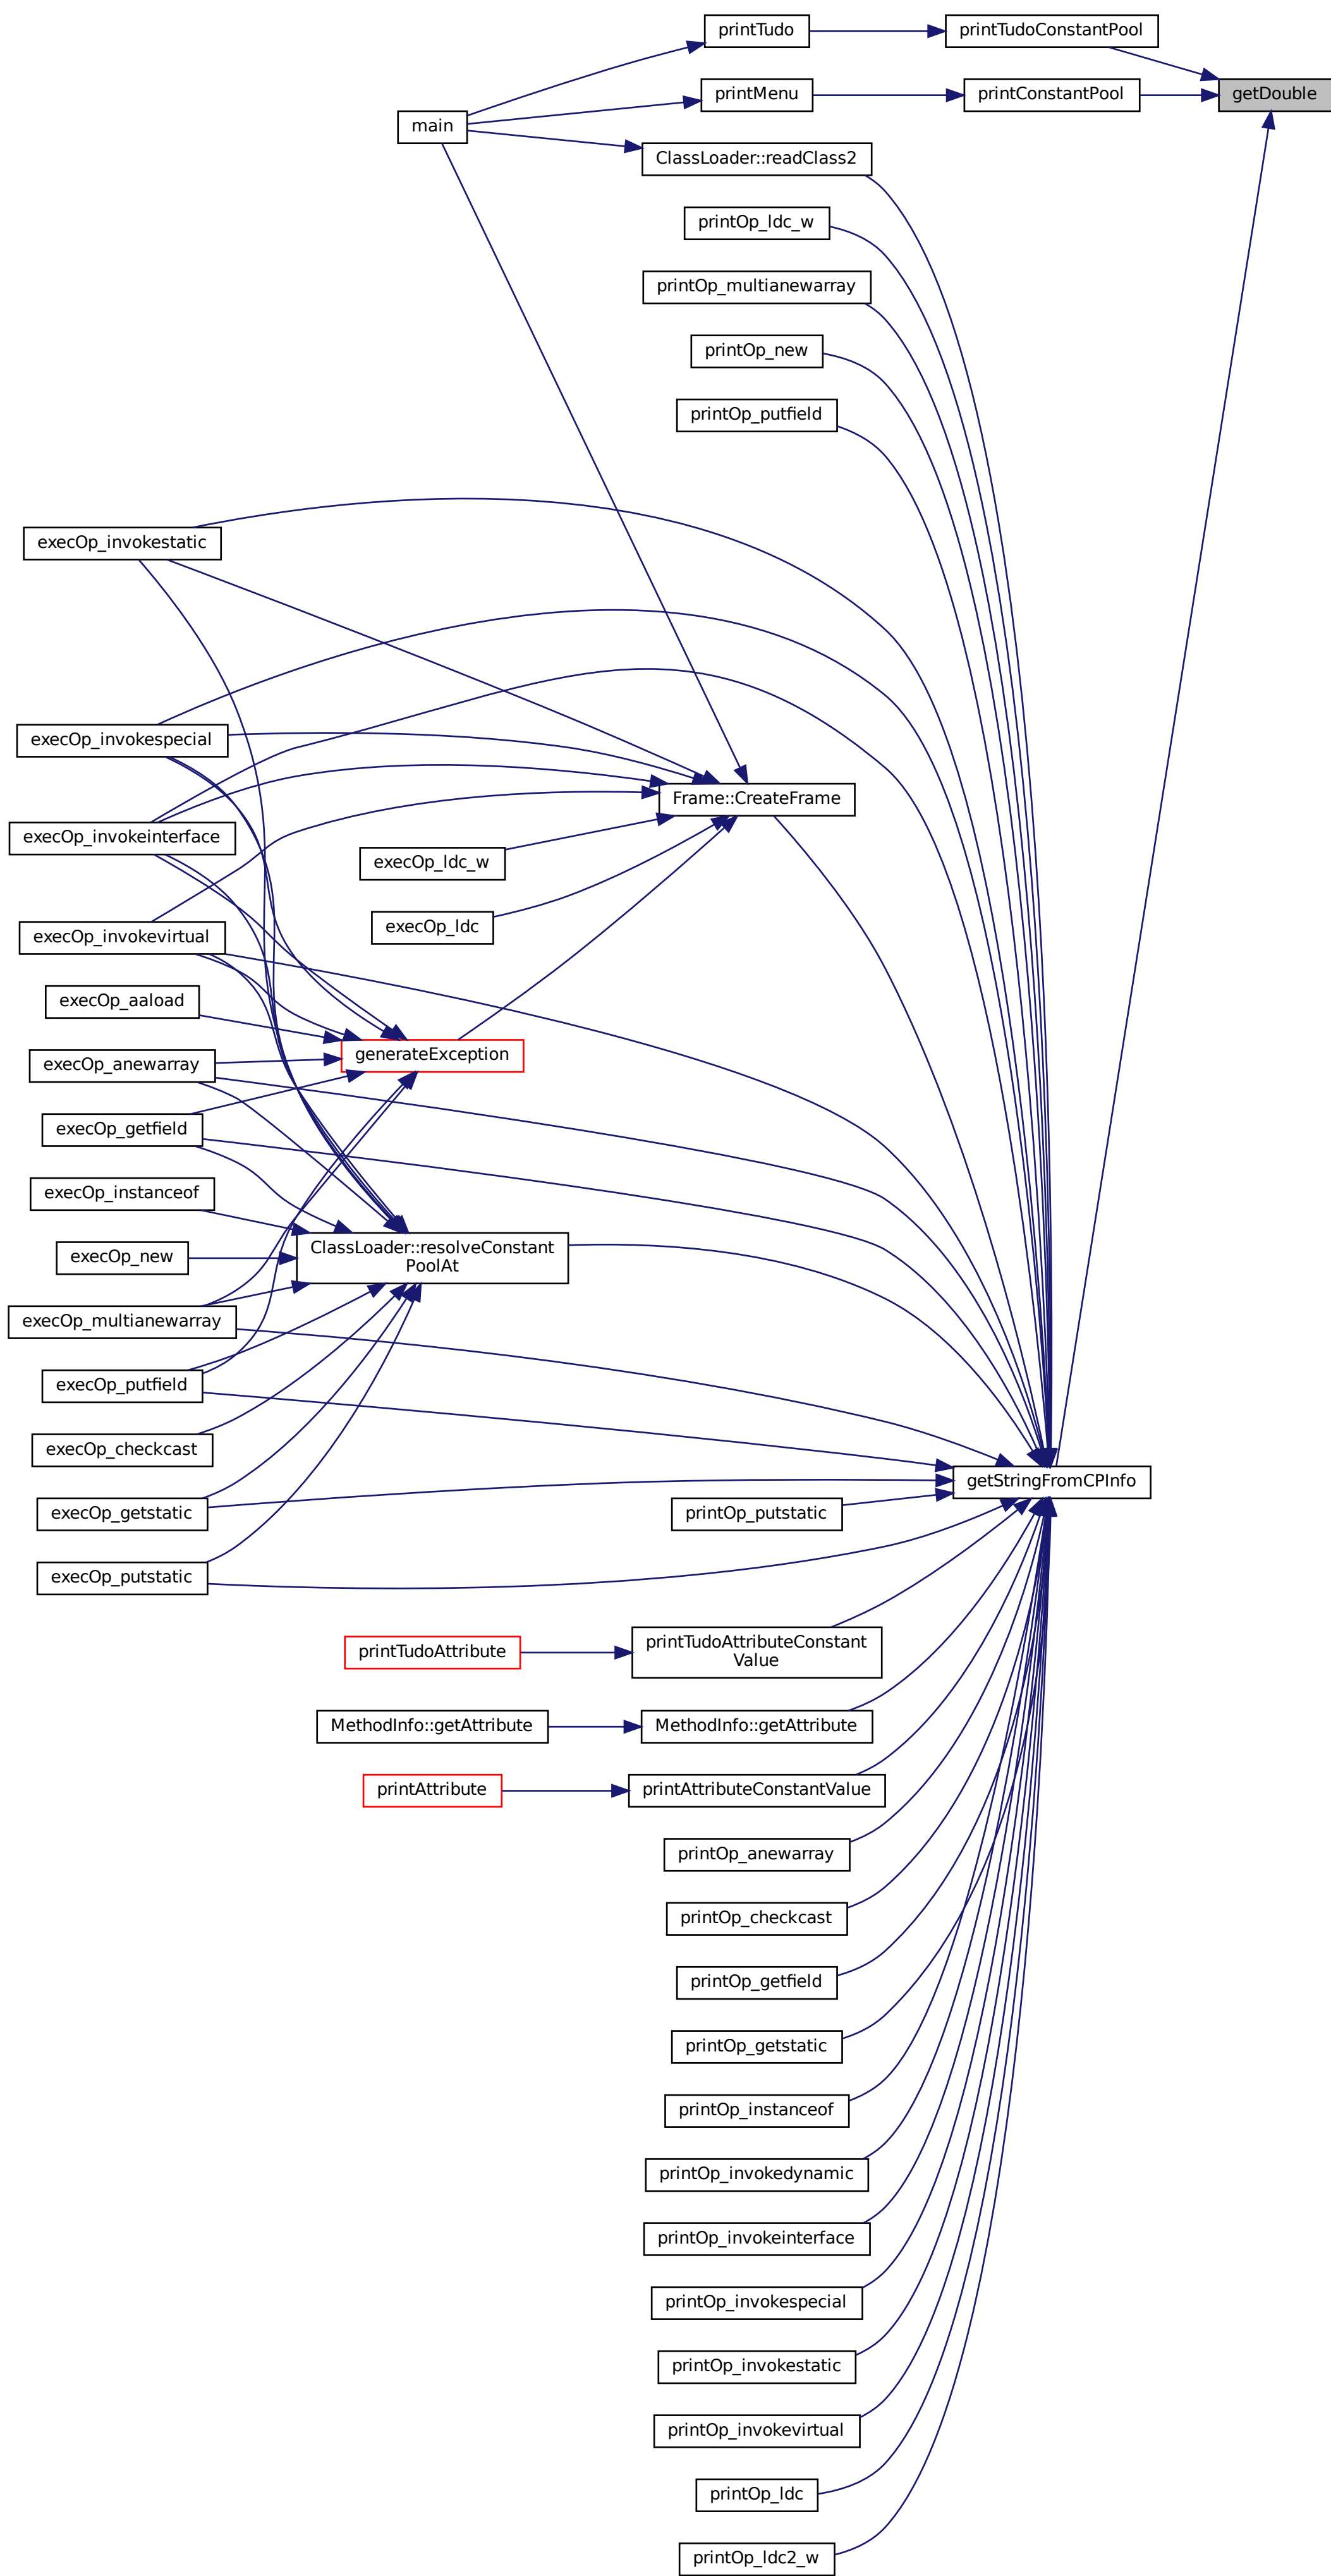 printTudo
printTudoConstantPool
printMenu
printConstantPool
getDouble
main
ClassLoader::readClass2
printOp_ldc_w
printOp_multianewarray
printOp_new
printOp_putfield
execOp_invokestatic
execOp_invokespecial
Frame::CreateFrame
execOp_invokeinterface
execOp_ldc_w
execOp_ldc
execOp_invokevirtual
execOp_aaload
generateException
execOp_anewarray
execOp_getfield
execOp_instanceof
ClassLoader::resolveConstant
PoolAt
execOp_new
execOp_multianewarray
execOp_putfield
execOp_checkcast
getStringFromCPInfo
execOp_getstatic
printOp_putstatic
execOp_putstatic
printTudoAttribute
printTudoAttributeConstant
Value
MethodInfo::getAttribute
MethodInfo::getAttribute
printAttribute
printAttributeConstantValue
printOp_anewarray
printOp_checkcast
printOp_getfield
printOp_getstatic
printOp_instanceof
printOp_invokedynamic
printOp_invokeinterface
printOp_invokespecial
printOp_invokestatic
printOp_invokevirtual
printOp_ldc
printOp_ldc2_w